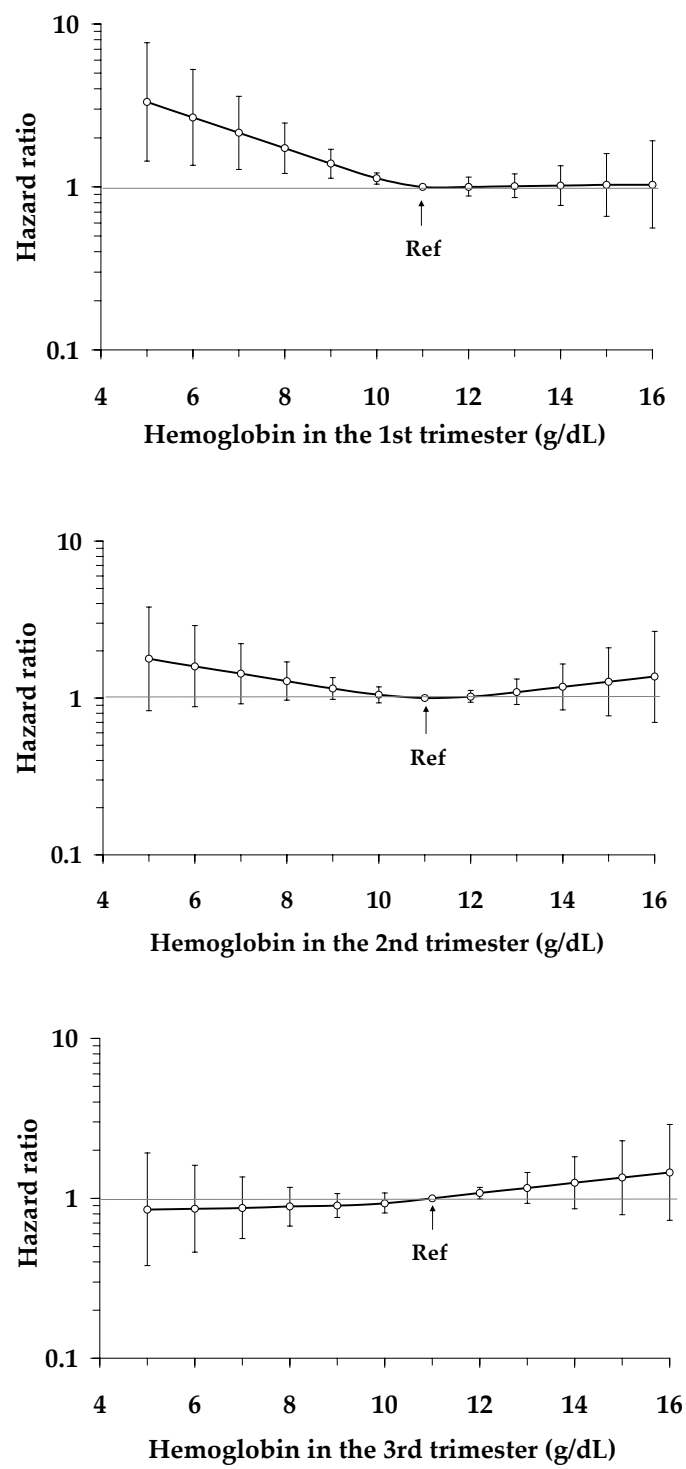 10
Hazard ratio
1
Ref
0.1
4 6 8 10 12 14 16
Hemoglobin in the 1st trimester (g/dL)
10
Hazard ratio
1
Ref
0.1
4 6 8 10 12 14 16
Hemoglobin in the 2nd trimester (g/dL)
10
Hazard ratio
1
Ref
0.1
4 6 8 10 12 14 16
Hemoglobin in the 3rd trimester (g/dL)